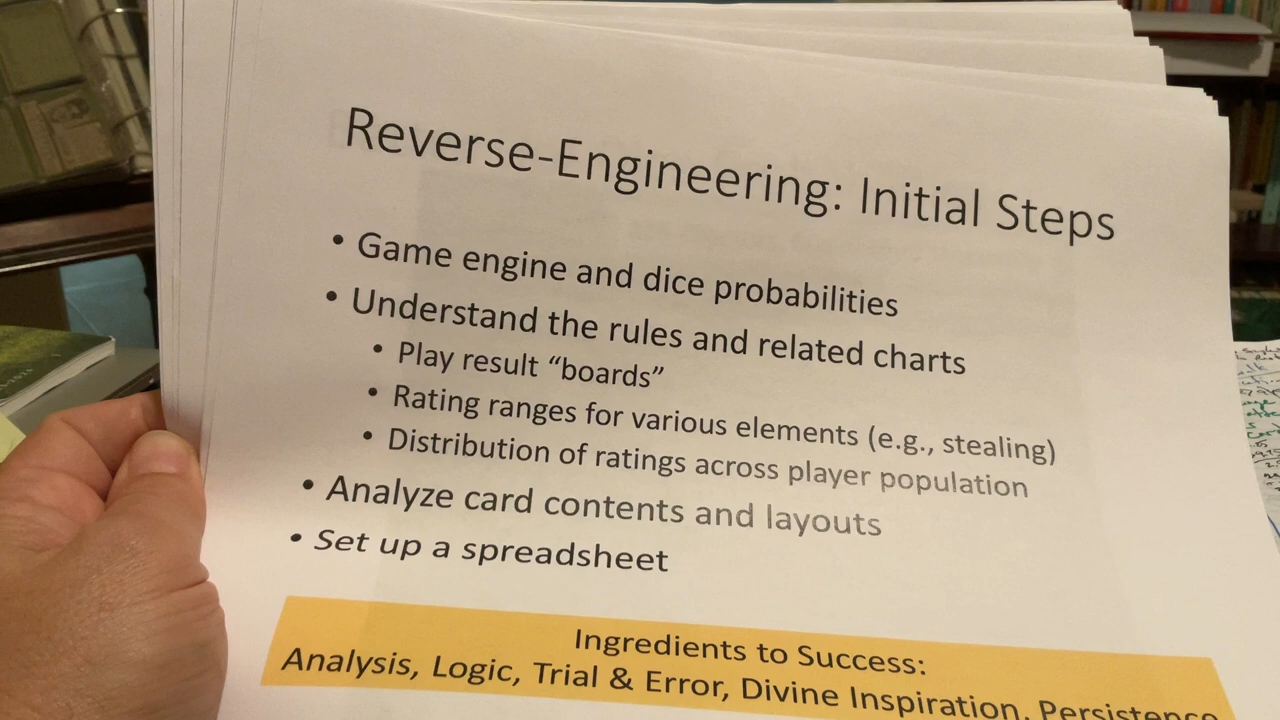 Reverse-Engineering: Initial Steps
• Game engine and dice probabilities
• Understand the rules and related charts
• Play result “boards”
• Rating ranges for various elements (e.g., stealing)
• Distribution of ratings across player population
• Analyze card contents and layouts
• Set up a spreadsheet
Ingredients to Success:
Analysis, Logic, Trial & Error, Divine Inspiration, Persistence